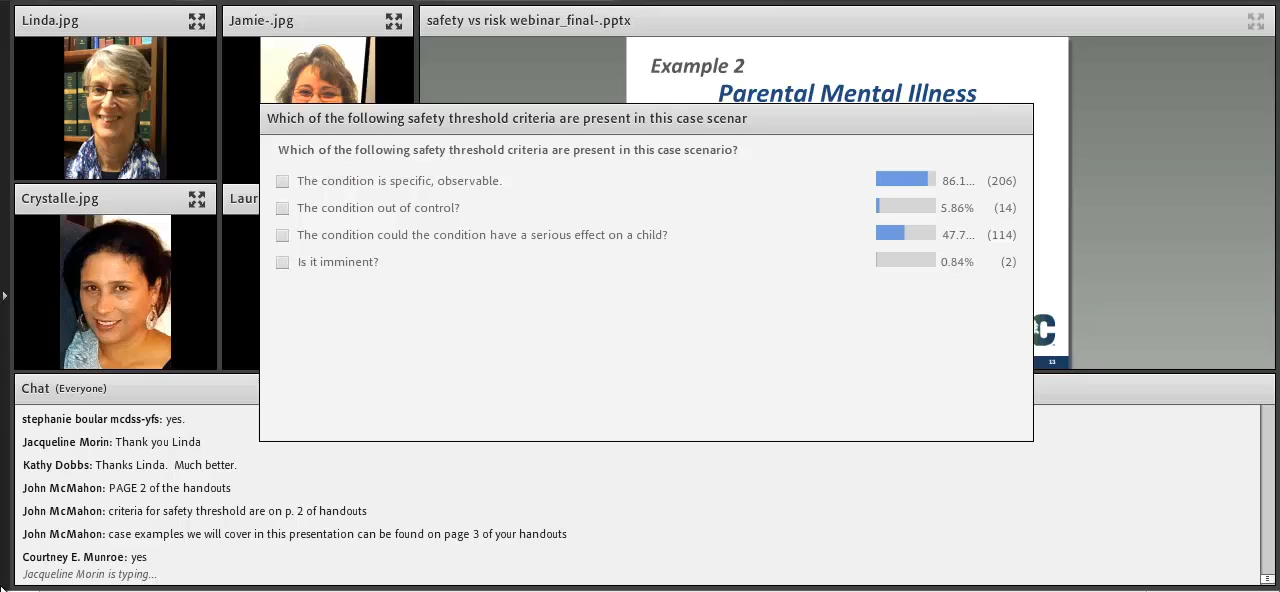 Linda.jpg
Jamie-.jpg
safety vs risk webinar_final-.pptx
Example 2
Parental Mental Illness
Which of the following safety threshold criteria are present in this case scenar
Which of the following safety threshold criteria are present in this case scenario?
The condition is specific, observable. 86.1... (206)
The condition out of control? 5.86% (14)
The condition could the condition have a serious effect on a child? 47.7... (114)
Is it imminent? 0.84% (2)
Crystalle.jpg
Laur
C
13
Chat (Everyone)
stephanie boular mcdss-yfs: yes.
Jacqueline Morin: Thank you Linda
Kathy Dobbs: Thanks Linda.  Much better.
John McMahon: PAGE 2 of the handouts
John McMahon: criteria for safety threshold are on p. 2 of handouts
John McMahon: case examples we will cover in this presentation can be found on page 3 of your handouts
Courtney E. Munroe: yes
Jacqueline Morin is typing...